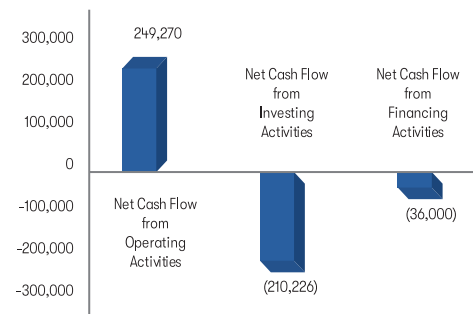 300,000
200,000
100,000
0
-100,000
-200,000
-300,000
249,270
Net Cash Flow
from
Operating
Activities
Net Cash Flow
from
Investing
Activities
(210,226)
Net Cash Flow
from
Financing
Activities
(36,000)